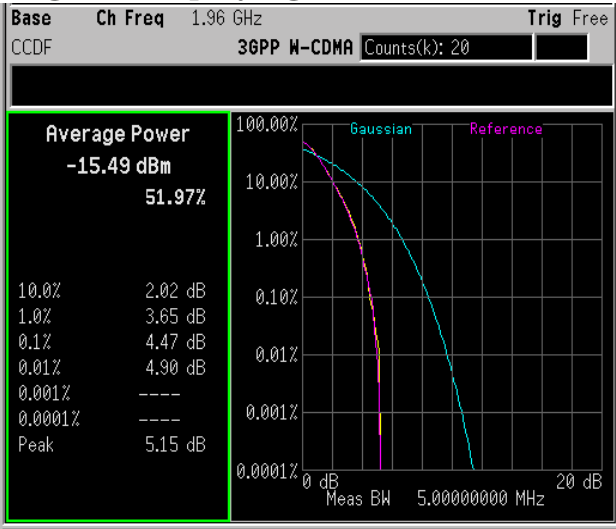 Base Ch Freq 1.96 GHz Trig Free
CCDF 3GPP W-CDMA Counts(k): 20
Average Power
-15.49 dBm
51.97%
10.0% 2.02 dB
1.0% 3.65 dB
0.1% 4.47 dB
0.01% 4.90 dB
0.001% ----
0.0001% ----
Peak 5.15 dB
100.00% Gaussian Reference
10.00%
1.00%
0.10%
0.01%
0.001%
0.0001%
0 dB 20 dB
Meas BW 5.00000000 MHz